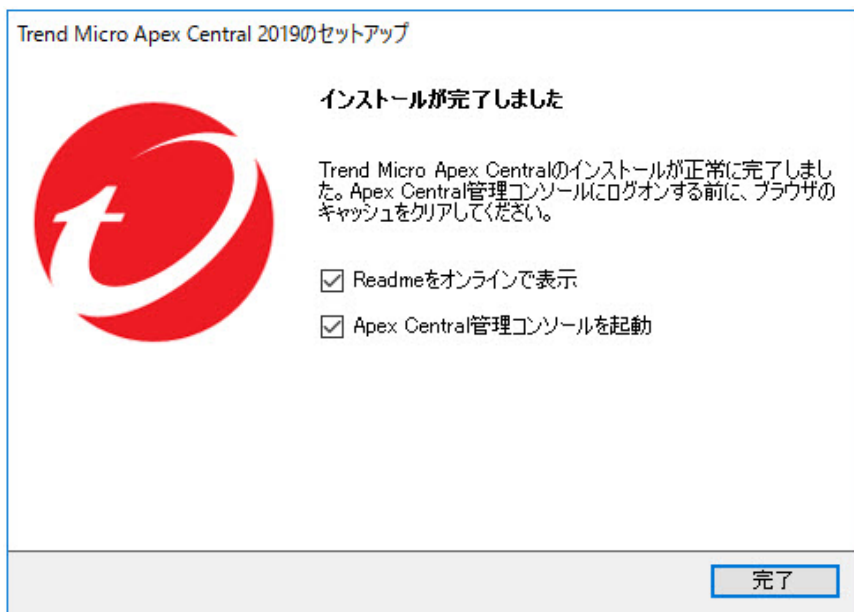 Trend Micro Apex Central 2019のセットアップ
インストールが完了しました
Trend Micro Apex Centralのインストールが正常に完了しまし
た。Apex Central管理コンソールにログオンする前に、ブラウザの
キャッシュをクリアしてください。
Readmeをオンラインで表示
Apex Central管理コンソールを起動
完了